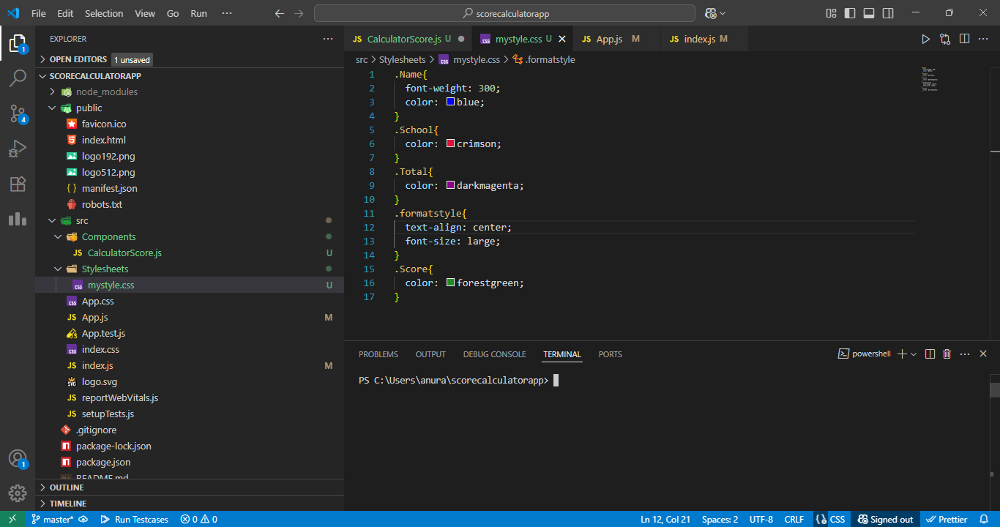 File Edit Selection View Go Run ··· scorecalculatorapp
EXPLORER ···
OPEN EDITORS 1 unsaved
SCORECALCULATORAPP
node_modules
public
favicon.ico
index.html
logo192.png
logo512.png
manifest.json
robots.txt
src
Components
CalculatorScore.js U
Stylesheets
mystyle.css U
App.css
App.js M
App.test.js
index.css
index.js M
logo.svg
reportWebVitals.js
setupTests.js
.gitignore
package-lock.json
package.json
README.md
OUTLINE
TIMELINE
1
4
1
CalculatorScore.js U mystyle.css U App.js M index.js M
src > Stylesheets > mystyle.css > .formatstyle
1 .Name{
2 font-weight: 300;
3 color: blue;
4 }
5 .School{
6 color: crimson;
7 }
8 .Total{
9 color: darkmagenta;
10 }
11 .formatstyle{
12 text-align: center;
13 font-size: large;
14 }
15 .Score{
16 color: forestgreen;
17 }
PROBLEMS OUTPUT DEBUG CONSOLE TERMINAL PORTS powershell
PS C:\Users\anura\scorecalculatorapp>
master* Run Testcases 0 0 Ln 12, Col 21 Spaces: 2 UTF-8 CRLF {} CSS Signed out Prettier